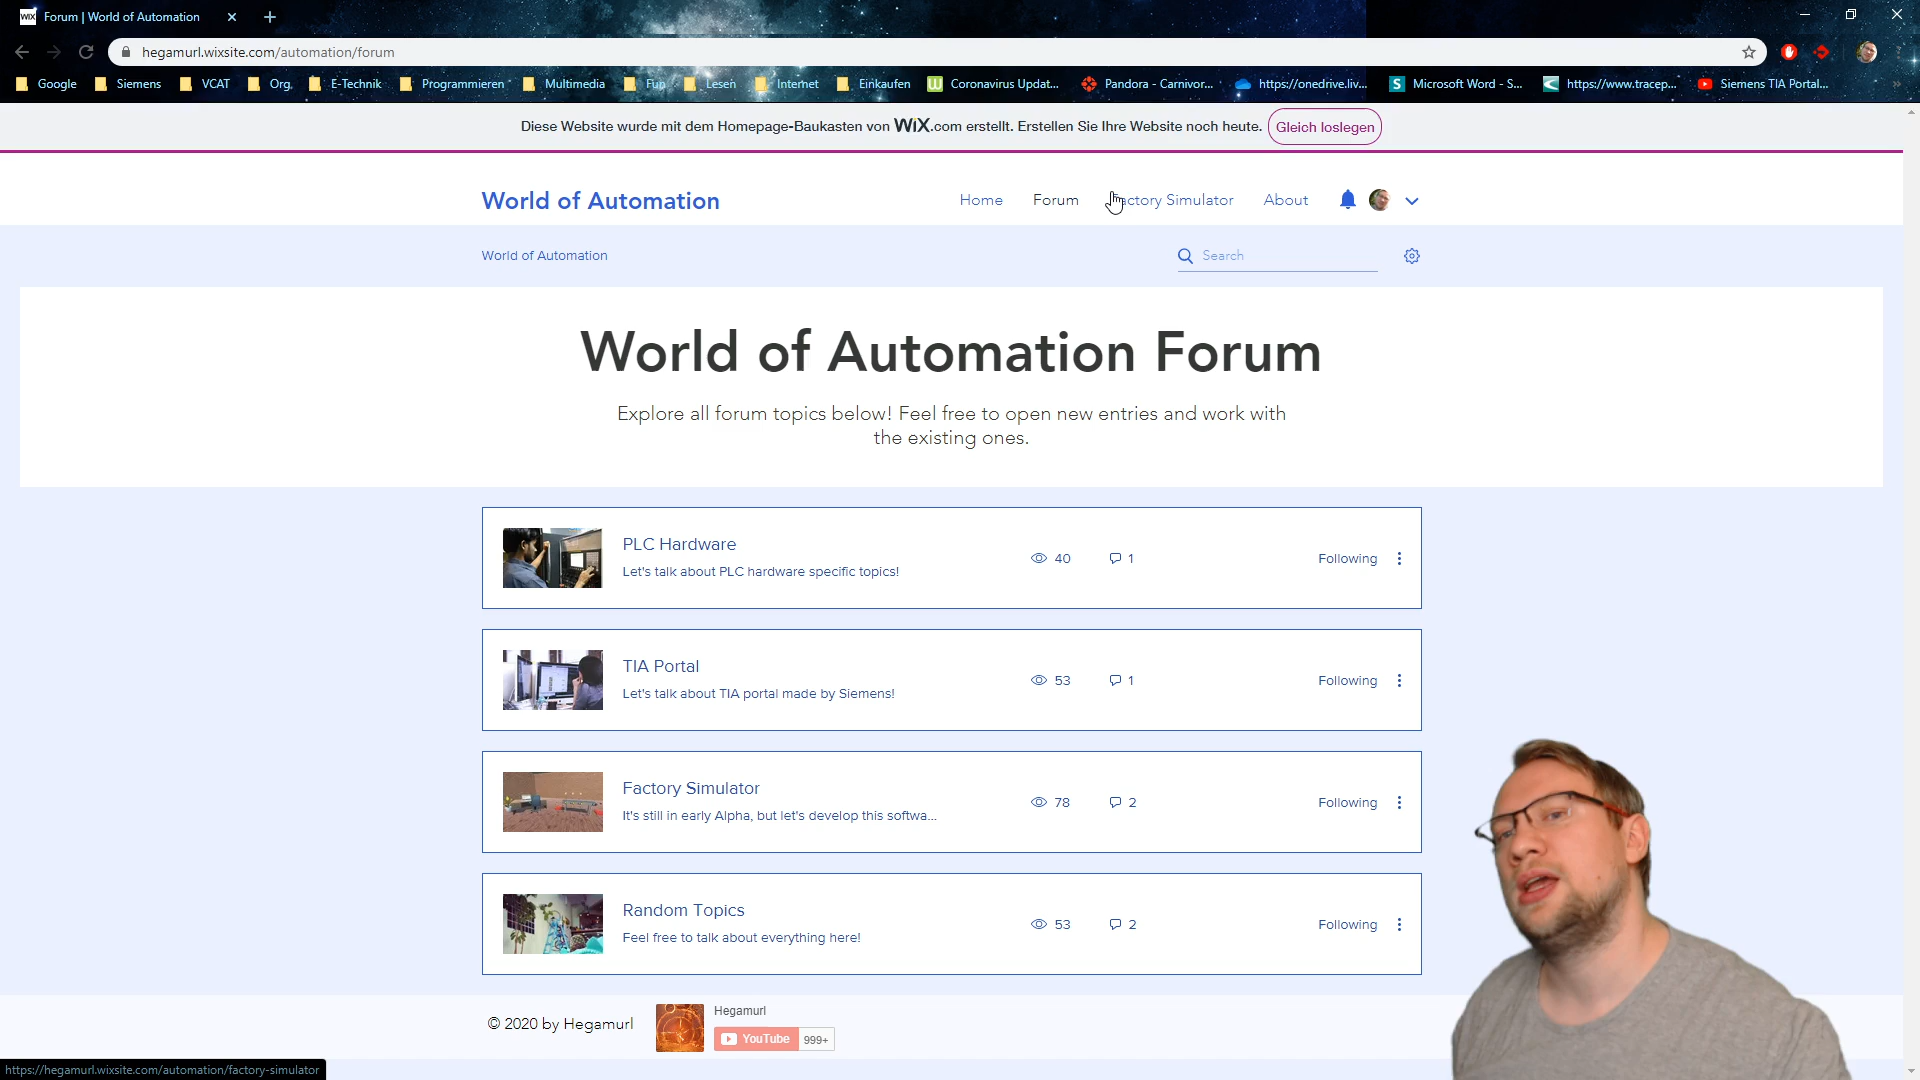 WiX Forum | World of Automation
hegamurl.wixsite.com/automation/forum
Google Siemens VCAT Org. E-Technik Programmieren Multimedia Fun Lesen Internet Einkaufen Coronavirus Updat... Pandora - Carnivor... https://onedrive.liv... Microsoft Word - S... https://www.tracep... Siemens TIA Portal...
Diese Website wurde mit dem Homepage-Baukasten von WiX.com erstellt. Erstellen Sie Ihre Website noch heute. Gleich loslegen
World of Automation Home Forum Factory Simulator About
World of Automation Search
World of Automation Forum
Explore all forum topics below! Feel free to open new entries and work with
the existing ones.
PLC Hardware
Let's talk about PLC hardware specific topics!
40 1 Following
TIA Portal
Let's talk about TIA portal made by Siemens!
53 1 Following
Factory Simulator
It's still in early Alpha, but let's develop this softwa...
78 2 Following
Random Topics
Feel free to talk about everything here!
53 2 Following
© 2020 by Hegamurl
Hegamurl
YouTube 999+
https://hegamurl.wixsite.com/automation/factory-simulator